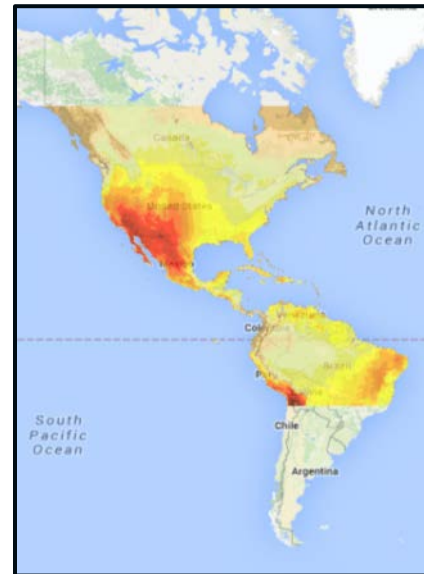 Canada
United States
Mexico
North
Atlantic
Ocean
Venezuela
Colombia
Brazil
Peru
South
Pacific
Ocean
Chile
Argentina